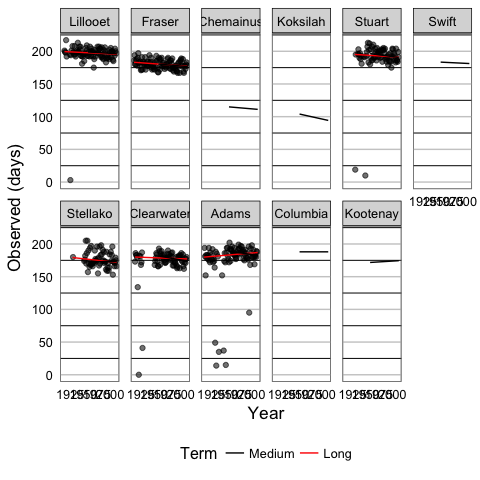 Lillooet Fraser Chemainus Koksilah Stuart Swift
200
150
100
50
0
Stellako Clearwater Adams Columbia Kootenay
200
150
100
50
0
Observed (days)
Year
Term Medium Long